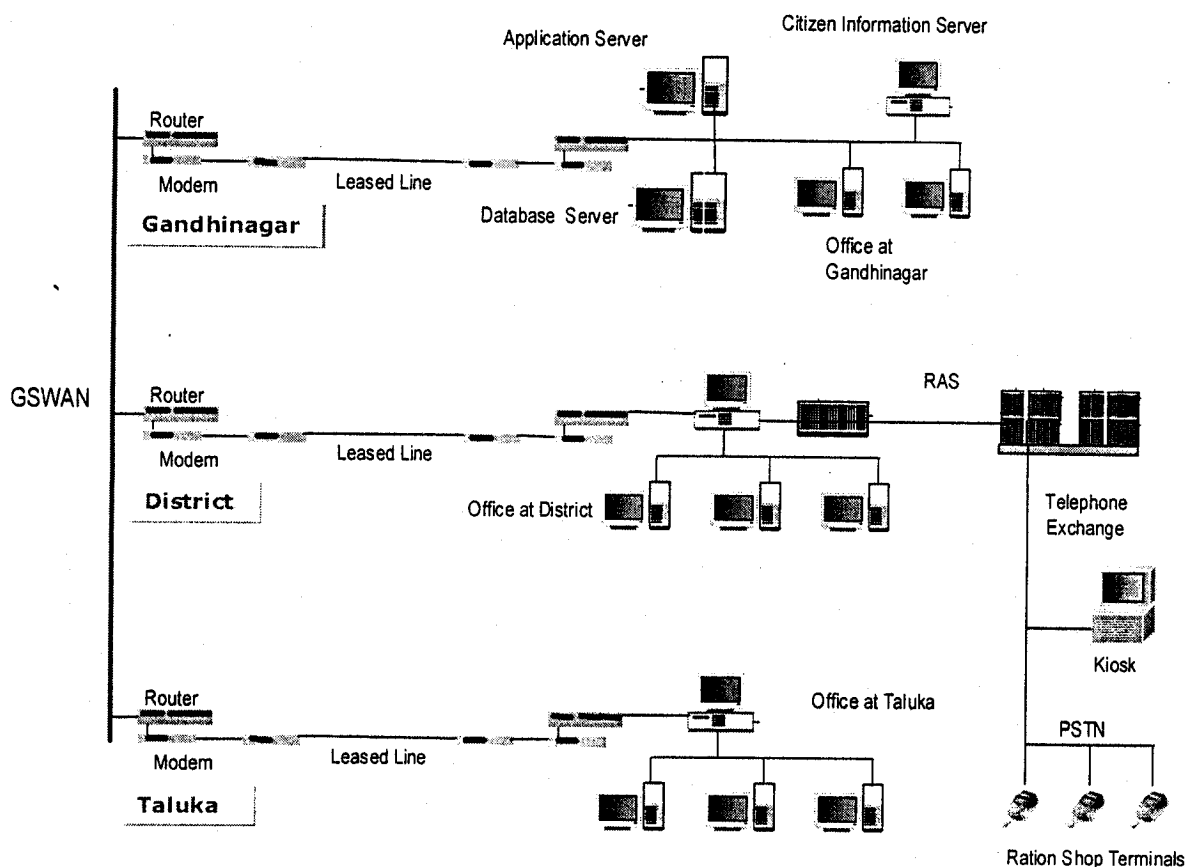 Application Server
Citizen Information Server
Router
Modem
Leased Line
Gandhinagar
Database Server
Office at
Gandhinagar
GSWAN
Router
Modem
Leased Line
District
Office at District
RAS
Telephone
Exchange
Kiosk
Router
Modem
Leased Line
Taluka
Office at Taluka
PSTN
Ration Shop Terminals